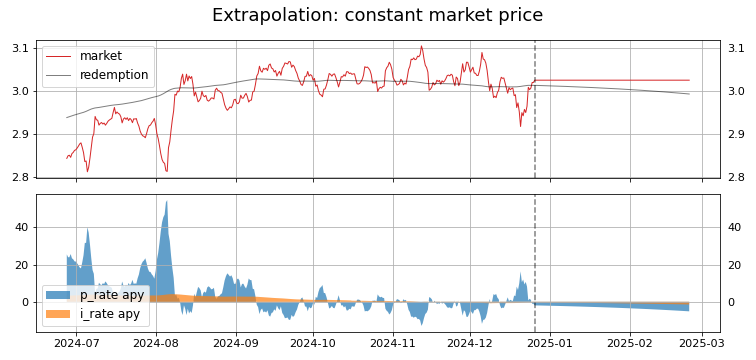 Extrapolation: constant market price
3.1
3.0
2.9
2.8
market
redemption
3.1
3.0
2.9
2.8
40
20
0
p_rate apy
i_rate apy
40
20
0
2024-07 2024-08 2024-09 2024-10 2024-11 2024-12 2025-01 2025-02 2025-03